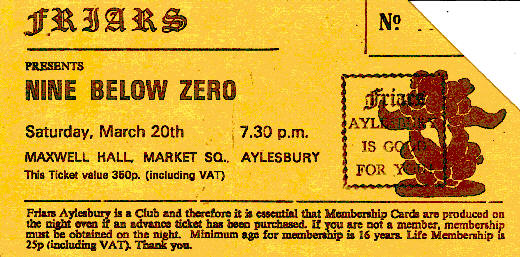 FRIARS
Nº
PRESENTS
NINE BELOW ZERO
Saturday, March 20th 7.30 p.m.
MAXWELL HALL, MARKET SQ., AYLESBURY
This Ticket value 350p. (including VAT)
Friars
AYLESBURY
IS GOOD
FOR YOU
Friars Aylesbury is a Club and therefore it is essential that Membership Cards are produced on
the night even if an advance ticket has been purchased. If you are not a member, membership
must be obtained on the night. Minimum age for membership is 16 years. Life Membership is
25p (including VAT). Thank you.